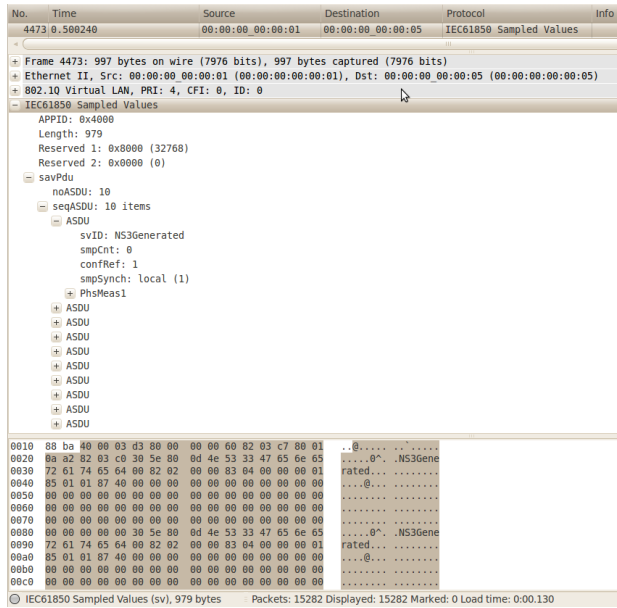 No. Time Source Destination Protocol Info
4473 0.500240 00:00:00_00:00:01 00:00:00_00:00:05 IEC61850 Sampled Values
Frame 4473: 997 bytes on wire (7976 bits), 997 bytes captured (7976 bits)
Ethernet II, Src: 00:00:00_00:00:01 (00:00:00:00:00:01), Dst: 00:00:00_00:00:05 (00:00:00:00:00:05)
802.1Q Virtual LAN, PRI: 4, CFI: 0, ID: 0
IEC61850 Sampled Values
APPID: 0x4000
Length: 979
Reserved 1: 0x8000 (32768)
Reserved 2: 0x0000 (0)
savPdu
noASDU: 10
seqASDU: 10 items
ASDU
svID: NS3Generated
smpCnt: 0
confRef: 1
smpSynch: local (1)
PhsMeas1
ASDU
ASDU
ASDU
ASDU
ASDU
ASDU
ASDU
ASDU
ASDU
0010 88 ba 40 00 03 d3 80 00 00 00 60 82 03 c7 80 01 ..@..... ..`.....
0020 0a a2 82 03 c0 30 5e 80 0d 4e 53 33 47 65 6e 65 .....0^. .NS3Gene
0030 72 61 74 65 64 00 82 02 00 00 83 04 00 00 00 01 rated... ........
0040 85 01 01 87 40 00 00 00 00 00 00 00 00 00 00 00 ....@... ........
0050 00 00 00 00 00 00 00 00 00 00 00 00 00 00 00 00 ........ ........
0060 00 00 00 00 00 00 00 00 00 00 00 00 00 00 00 00 ........ ........
0070 00 00 00 00 00 00 00 00 00 00 00 00 00 00 00 00 ........ ........
0080 00 00 00 00 00 30 5e 80 0d 4e 53 33 47 65 6e 65 .....0^. .NS3Gene
0090 72 61 74 65 64 00 82 02 00 00 83 04 00 00 00 01 rated... ........
00a0 85 01 01 87 40 00 00 00 00 00 00 00 00 00 00 00 ....@... ........
00b0 00 00 00 00 00 00 00 00 00 00 00 00 00 00 00 00 ........ ........
00c0 00 00 00 00 00 00 00 00 00 00 00 00 00 00 00 00 ........ ........
IEC61850 Sampled Values (sv), 979 bytes Packets: 15282 Displayed: 15282 Marked: 0 Load time: 0:00.130